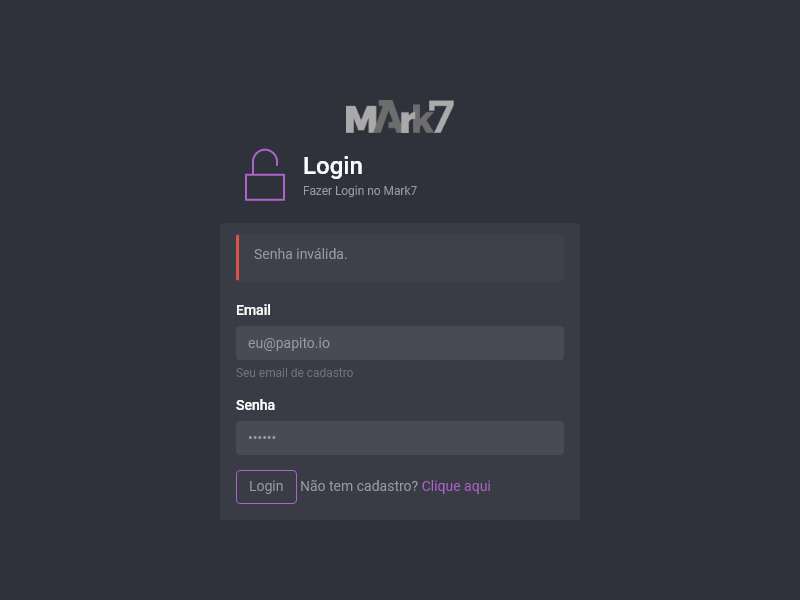 MArk7
Login
Fazer Login no Mark7
Senha inválida.
Email
eu@papito.io
Seu email de cadastro
Senha
••••••
Login Não tem cadastro? Clique aqui